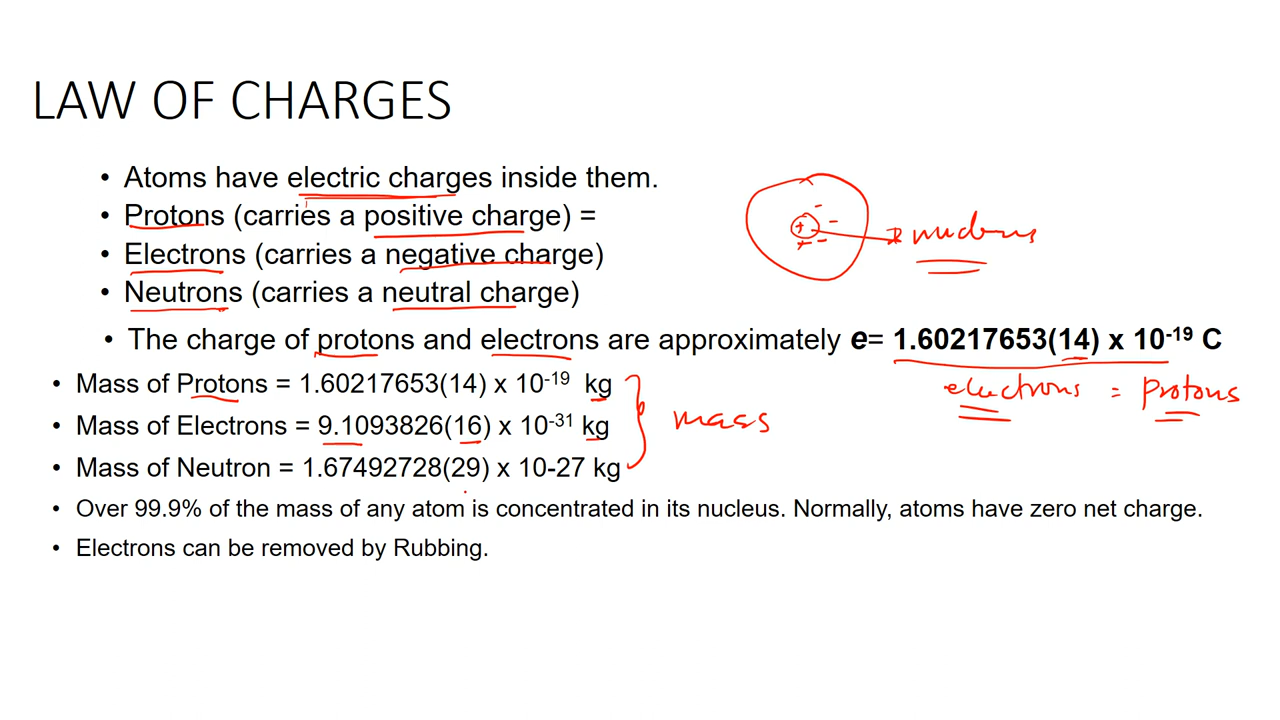 LAW OF CHARGES
• Atoms have electric charges inside them.
• Protons (carries a positive charge) =
• Electrons (carries a negative charge)
nucleus
• Neutrons (carries a neutral charge)
• The charge of protons and electrons are approximately e= 1.60217653(14) x 10⁻¹⁹ C
• Mass of Protons = 1.60217653(14) x 10⁻¹⁹ kg
electrons = protons
• Mass of Electrons = 9.1093826(16) x 10⁻³¹ kg
mass
• Mass of Neutron = 1.67492728(29) x 10-27 kg
• Over 99.9% of the mass of any atom is concentrated in its nucleus. Normally, atoms have zero net charge.
• Electrons can be removed by Rubbing.